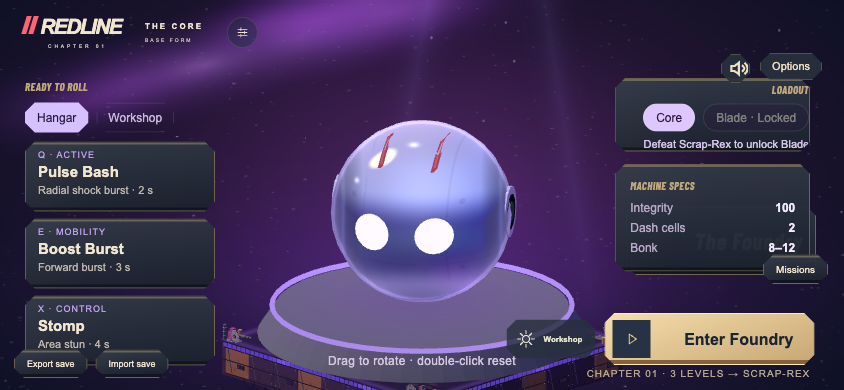 REDLINE
CHAPTER 01
THE CORE
BASE FORM
READY TO ROLL
Hangar
Workshop
Q · ACTIVE
Pulse Bash
Radial shock burst · 2 s
E · MOBILITY
Boost Burst
Forward burst · 3 s
X · CONTROL
Stomp
Area stun · 4 s
Export save
Import save
Options
LOADOUT
Core
Blade · Locked
Defeat Scrap-Rex to unlock Blade
MACHINE SPECS
Integrity 100
Dash cells 2
Bonk 8–12
The Foundry
Missions
Workshop
Drag to rotate · double-click reset
Enter Foundry
CHAPTER 01 · 3 LEVELS → SCRAP-REX